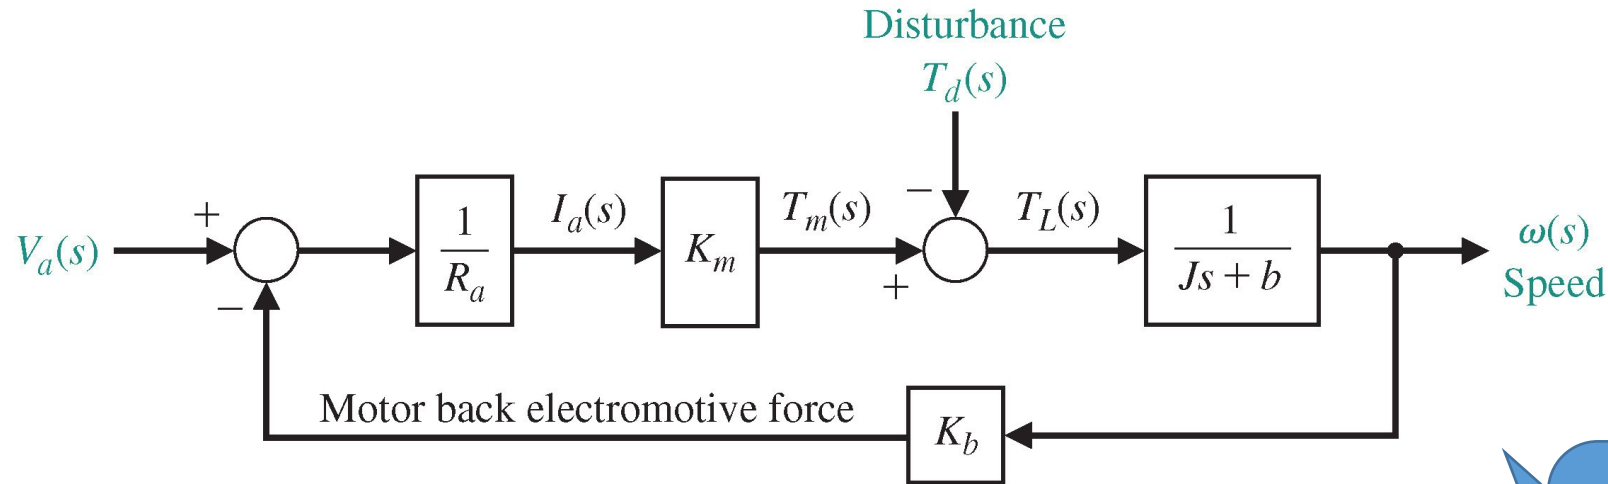 Disturbance
T_d(s)
V_a(s)
+
−
1
R_a
I_a(s)
K_m
T_m(s)
+
−
T_L(s)
1
Js + b
ω(s)
Speed
Motor back electromotive force
K_b